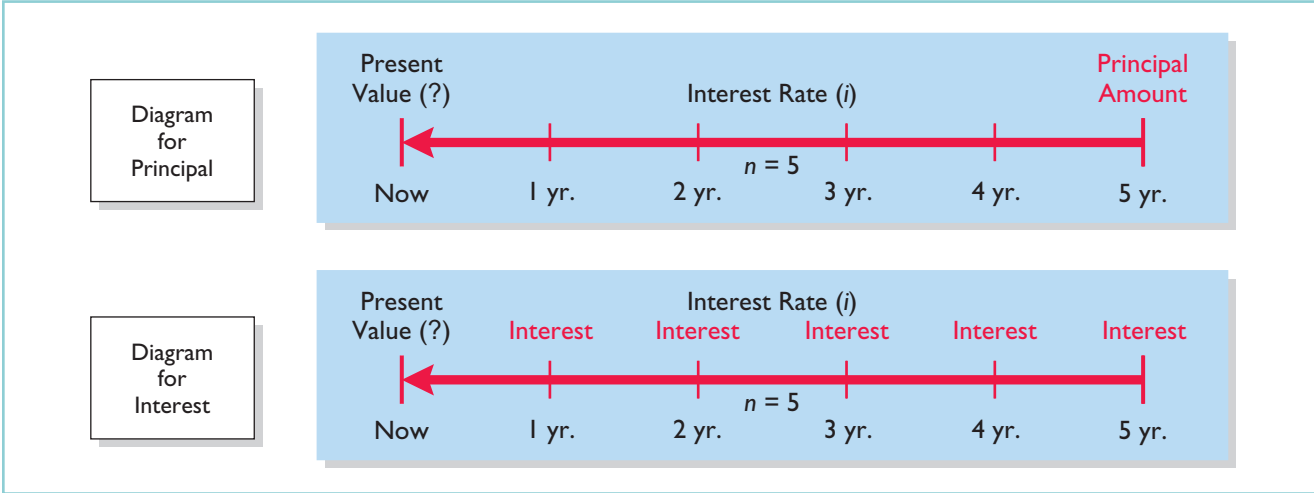 Diagram
for
Principal
Present
Value (?)
Interest Rate (i)
Principal
Amount
n = 5
Now
1 yr.
2 yr.
3 yr.
4 yr.
5 yr.
Diagram
for
Interest
Present
Value (?)
Interest Rate (i)
Interest
Interest
Interest
Interest
Interest
n = 5
Now
1 yr.
2 yr.
3 yr.
4 yr.
5 yr.